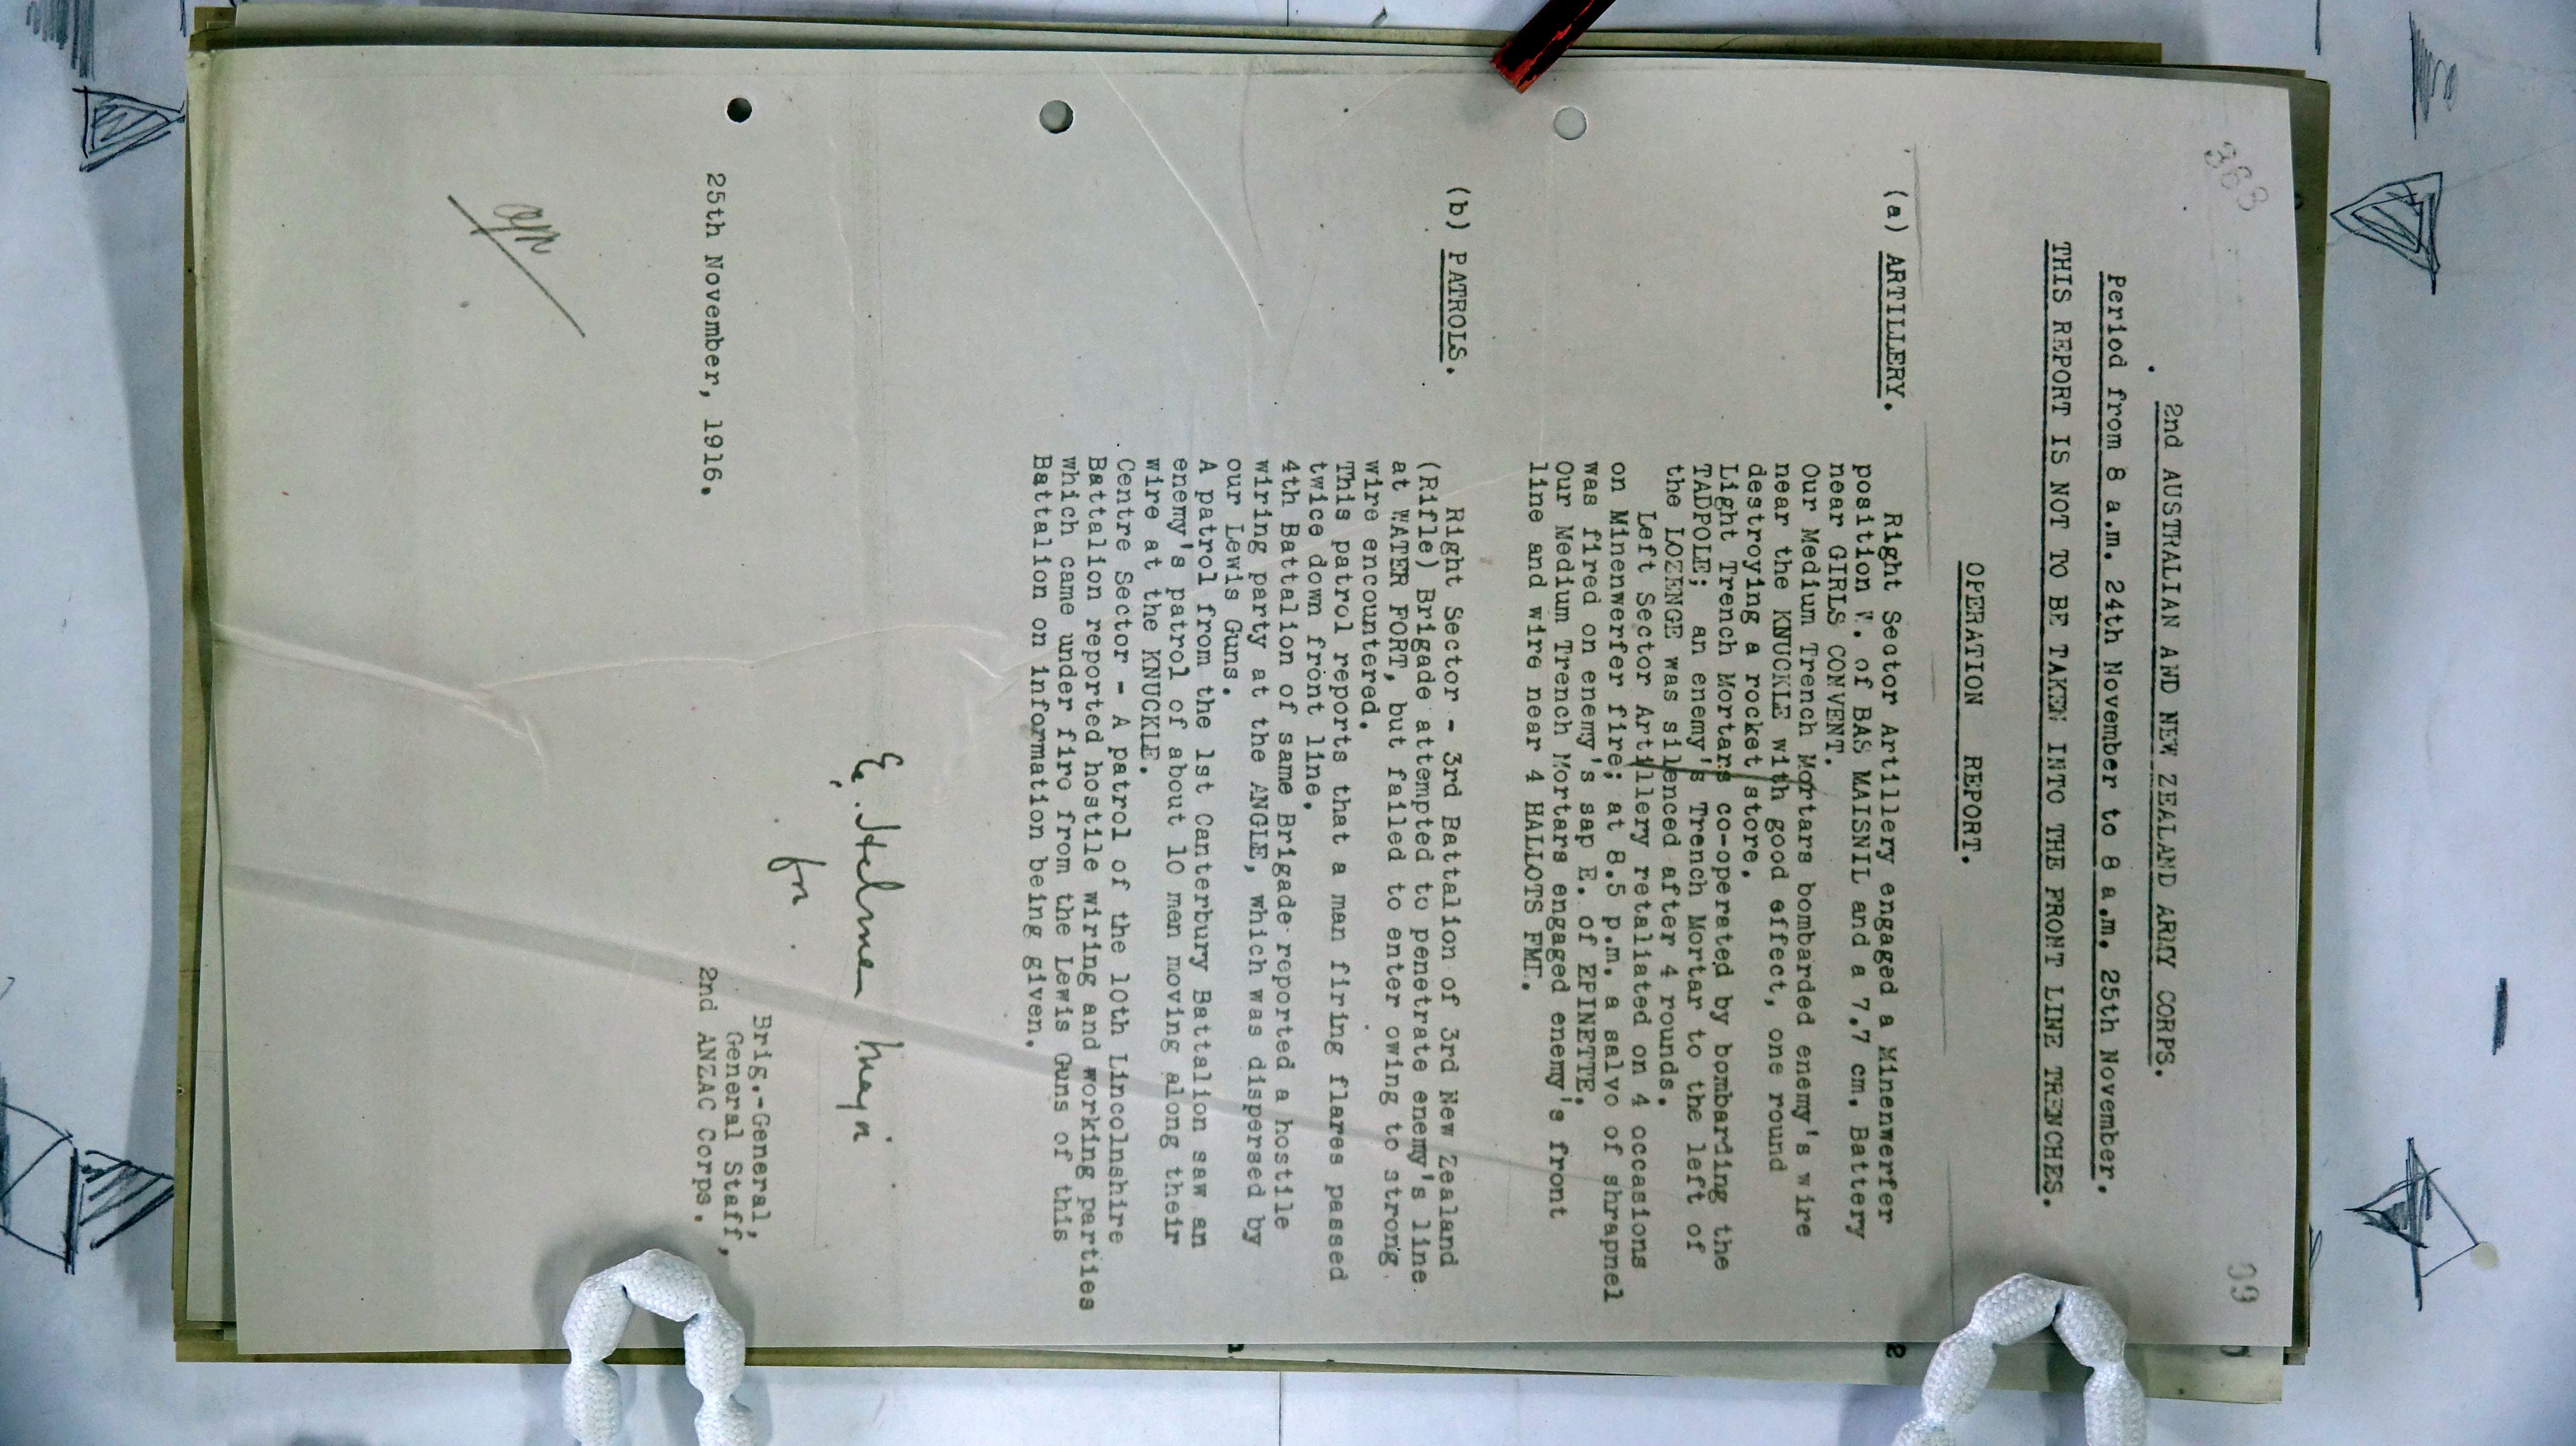 363
99
2nd AUSTRALIAN AND NEW ZEALAND ARMY CORPS.
Period from 8 a.m. 24th November to 8 a.m. 25th November.
THIS REPORT IS NOT TO BE TAKEN INTO THE FRONT LINE TRENCHES.
OPERATION REPORT.
(a) ARTILLERY.
Right Sector Artillery engaged a Minenwerfer
position W. of BAS MAISNIL and a 7.7 cm. Battery
near GIRLS CONVENT.
Our Medium Trench Mortars bombarded enemy's wire
near the KNUCKLE with good effect, one round
destroying a rocket store.
Light Trench Mortars co-operated by bombarding the
TADPOLE; an enemy's Trench Mortar to the left of
the LOZENGE was silenced after 4 rounds.
Left Sector Artillery retaliated on 4 occasions
on Minenwerfer fire; at 8.5 p.m. a salvo of shrapnel
was fired on enemy's sap E. of EPINETTE.
Our Medium Trench Mortars engaged enemy's front
line and wire near 4 HALLOTS FME.
(b) PATROLS.
Right Sector - 3rd Battalion of 3rd New Zealand
(Rifle) Brigade attempted to penetrate enemy's line
at WATER FORT, but failed to enter owing to strong
wire encountered.
This patrol reports that a man firing flares passed
twice down front line.
4th Battalion of same Brigade reported a hostile
wiring party at the ANGLE, which was dispersed by
our Lewis Guns.
A patrol from the 1st Canterbury Battalion saw an
enemy's patrol of about 10 men moving along their
wire at the KNUCKLE.
Centre Sector - A patrol of the 10th Lincolnshire
Battalion reported hostile wiring and working parties
which came under firo from the Lewis Guns of this
Battalion on information being given.
Major
for
Brig.-General,
General Staff,
2nd ANZAC Corps.
25th November, 1916.
2